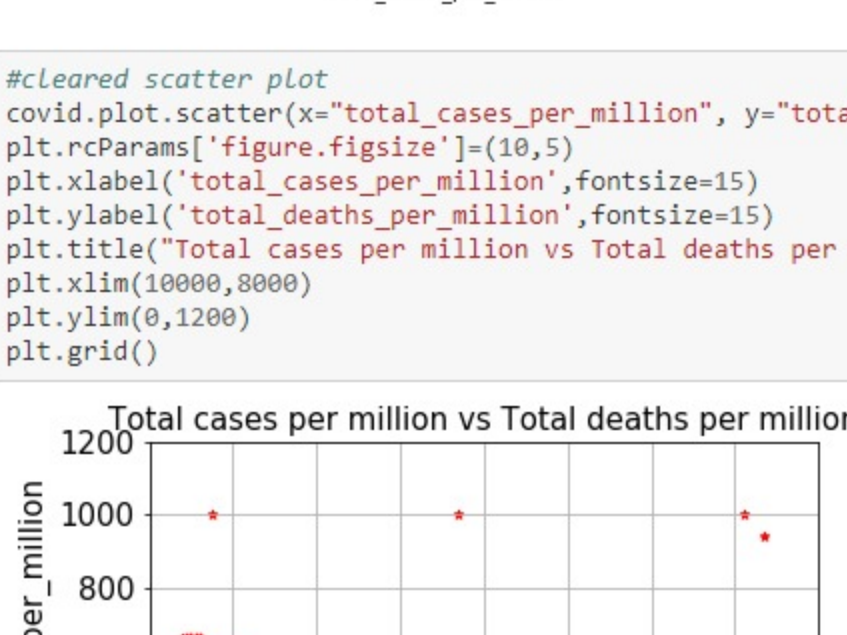 #cleared scatter plot
covid.plot.scatter(x="total_cases_per_million", y="tota
plt.rcParams['figure.figsize']=(10,5)
plt.xlabel('total_cases_per_million',fontsize=15)
plt.ylabel('total_deaths_per_million',fontsize=15)
plt.title("Total cases per million vs Total deaths per
plt.xlim(10000,8000)
plt.ylim(0,1200)
plt.grid()
Total cases per million vs Total deaths per million
1200
1000
800
per_million